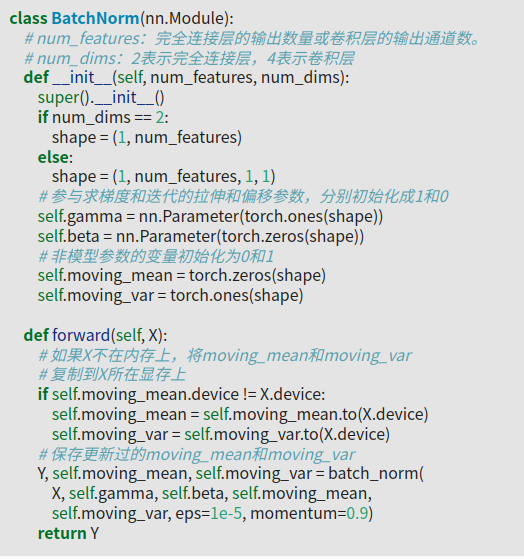 class BatchNorm(nn.Module):
# num_features：完全连接层的输出数量或卷积层的输出通道数。
# num_dims：2表示完全连接层，4表示卷积层
def __init__(self, num_features, num_dims):
super().__init__()
if num_dims == 2:
shape = (1, num_features)
else:
shape = (1, num_features, 1, 1)
# 参与求梯度和迭代的拉伸和偏移参数，分别初始化成1和0
self.gamma = nn.Parameter(torch.ones(shape))
self.beta = nn.Parameter(torch.zeros(shape))
# 非模型参数的变量初始化为0和1
self.moving_mean = torch.zeros(shape)
self.moving_var = torch.ones(shape)
def forward(self, X):
# 如果X不在内存上，将moving_mean和moving_var
# 复制到X所在显存上
if self.moving_mean.device != X.device:
self.moving_mean = self.moving_mean.to(X.device)
self.moving_var = self.moving_var.to(X.device)
# 保存更新过的moving_mean和moving_var
Y, self.moving_mean, self.moving_var = batch_norm(
X, self.gamma, self.beta, self.moving_mean,
self.moving_var, eps=1e-5, momentum=0.9)
return Y